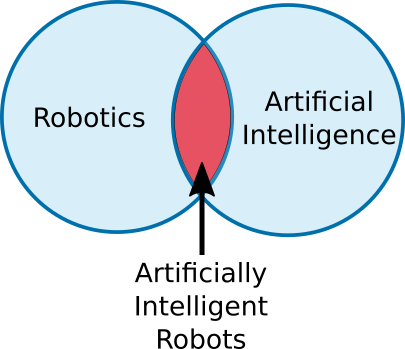 Robotics
Artificial
Intelligence
Artificially
Intelligent
Robots